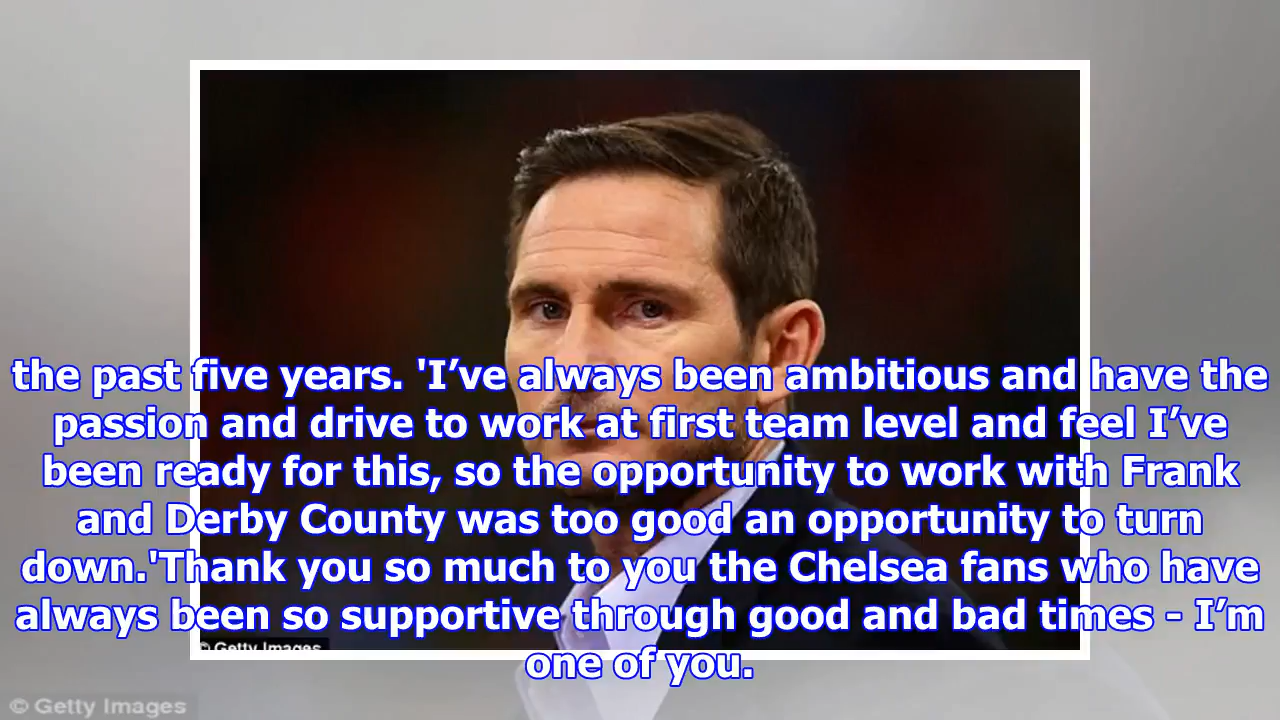 the past five years. 'I’ve always been ambitious and have the
passion and drive to work at first team level and feel I’ve
been ready for this, so the opportunity to work with Frank
and Derby County was too good an opportunity to turn
down.'Thank you so much to you the Chelsea fans who have
always been so supportive through good and bad times - I’m
one of you.
© Getty Images
© Getty Images